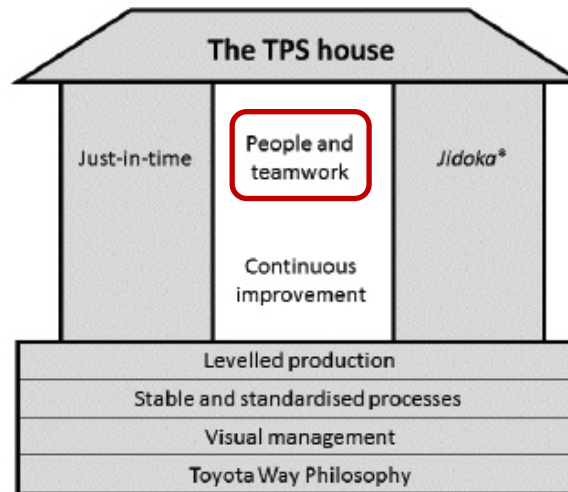 The TPS house
Just-in-time
People and
teamwork
Jidoka*
Continuous
improvement
Levelled production
Stable and standardised processes
Visual management
Toyota Way Philosophy